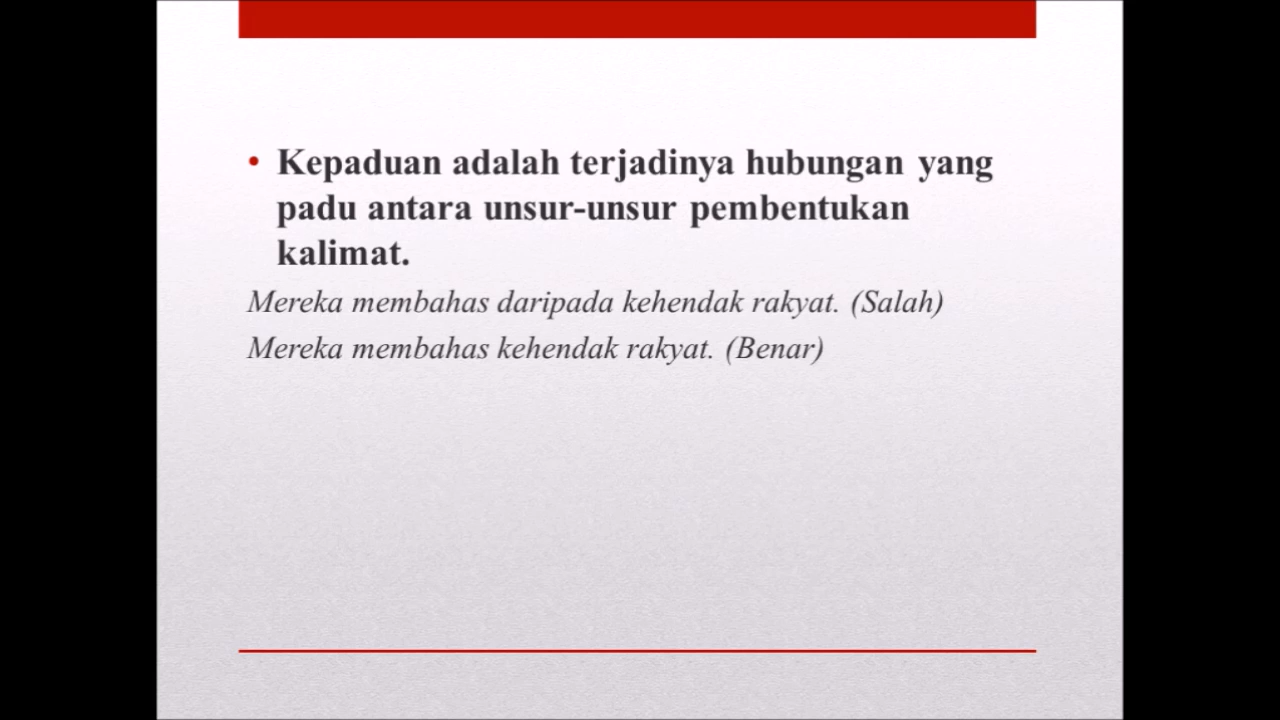 • Kepaduan adalah terjadinya hubungan yang
padu antara unsur-unsur pembentukan
kalimat.
Mereka membahas daripada kehendak rakyat. (Salah)
Mereka membahas kehendak rakyat. (Benar)